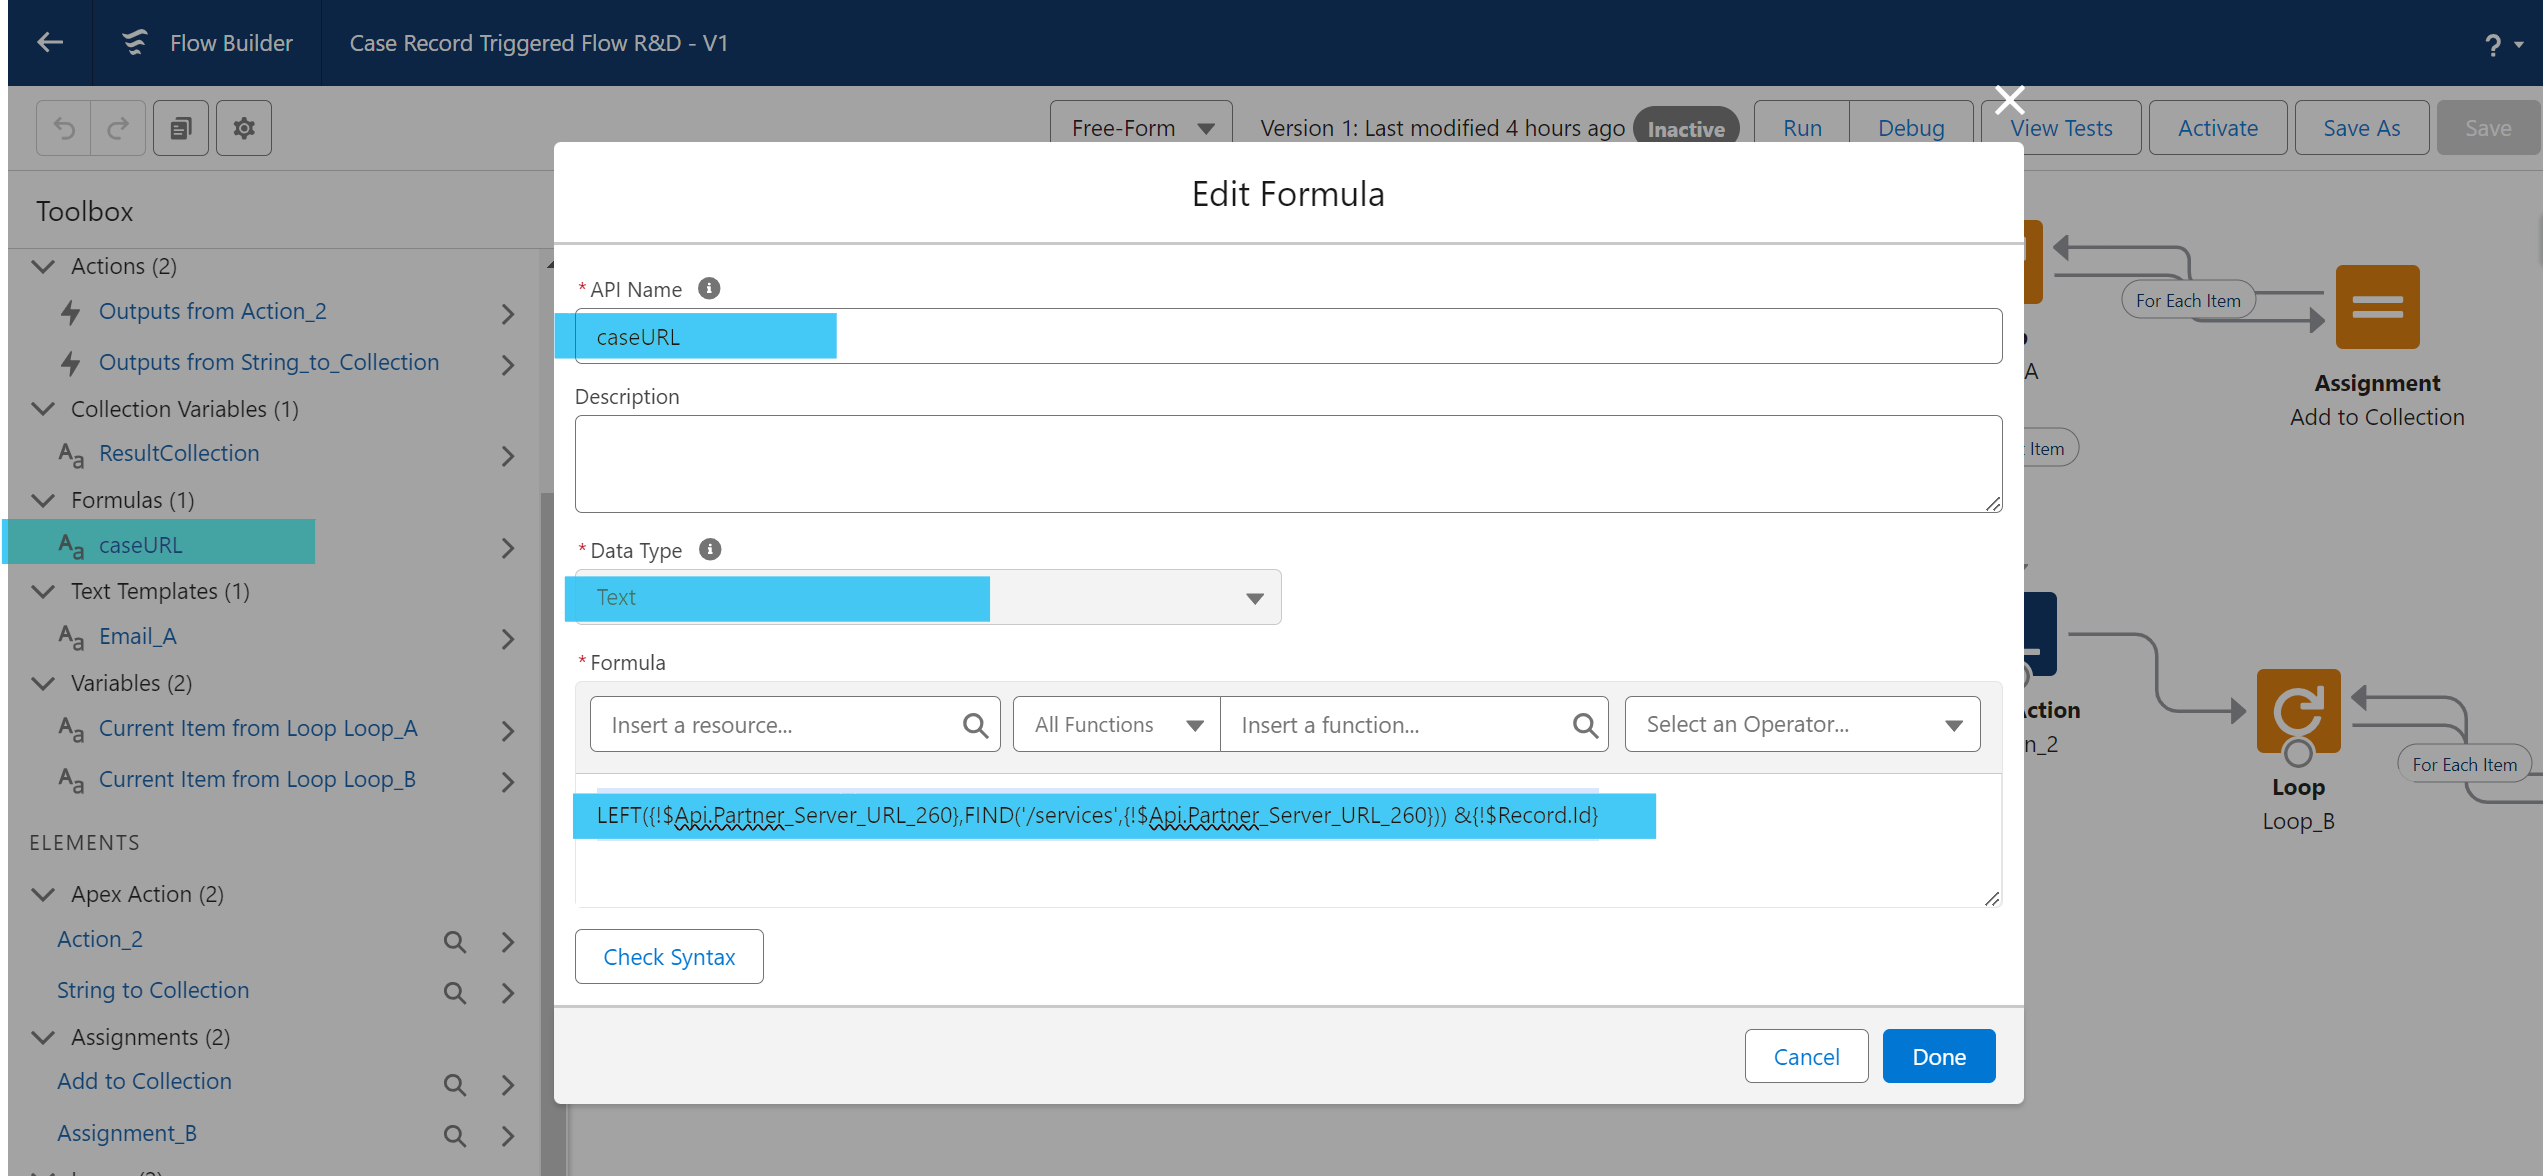 Flow Builder
Case Record Triggered Flow R&D - V1
?
Free-Form
Version 1: Last modified 4 hours ago
Inactive
Run
Debug
View Tests
Activate
Save As
Save
Toolbox
Actions (2)
Outputs from Action_2
Outputs from String_to_Collection
Collection Variables (1)
Aa ResultCollection
Formulas (1)
Aa caseURL
Text Templates (1)
Aa Email_A
Variables (2)
Aa Current Item from Loop Loop_A
Aa Current Item from Loop Loop_B
ELEMENTS
Apex Action (2)
Action_2
String to Collection
Assignments (2)
Add to Collection
Assignment_B
Edit Formula
* API Name
caseURL
Description
* Data Type
Text
* Formula
Insert a resource...
All Functions
Insert a function...
Select an Operator...
LEFT({!$Api.Partner_Server_URL_260},FIND('/services',{!$Api.Partner_Server_URL_260})) &{!$Record.Id}
Check Syntax
Cancel
Done
For Each Item
A
Assignment
Add to Collection
Item
ction
n_2
Loop
Loop_B
For Each Item